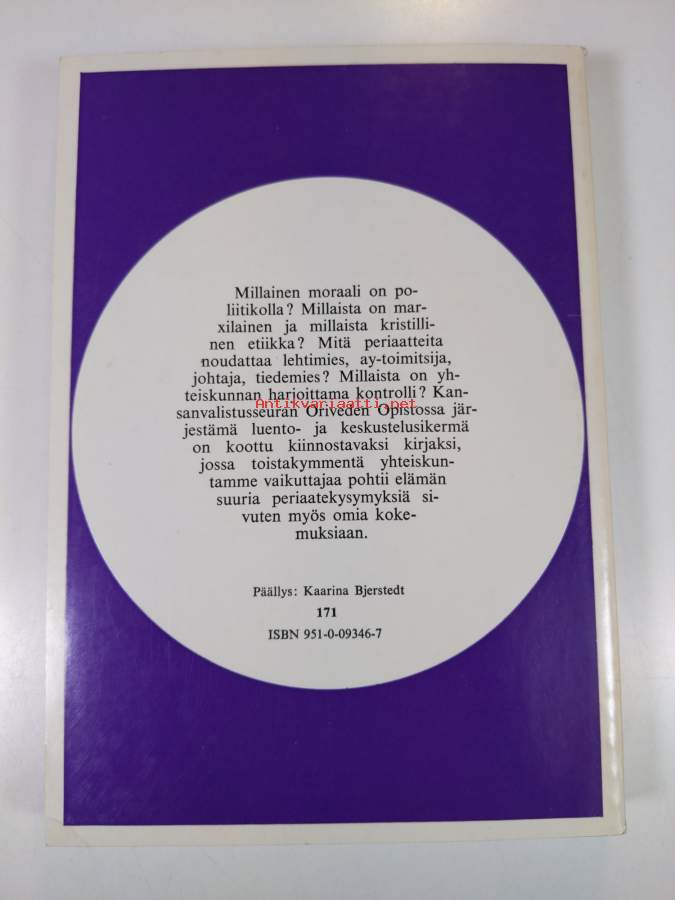 Millainen moraali on po-
liitikolla? Millaista on mar-
xilainen ja millaista kristilli-
nen etiikka? Mitä periaatteita
noudattaa lehtimies, ay-toimitsija,
johtaja, tiedemies? Millaista on yh-
teiskunnan harjoittama kontrolli? Kan-
Antikvariaatti.net
sanvalistusseuran Oriveden Opistossa jär-
jestämä luento- ja keskustelusikermä
on koottu kiinnostavaksi kirjaksi,
jossa toistakymmentä yhteiskun-
tamme vaikuttajaa pohtii elämän
suuria periaatekysymyksiä si-
vuten myös omia koke-
muksiaan.
Päällys: Kaarina Bjerstedt
171
ISBN 951-0-09346-7